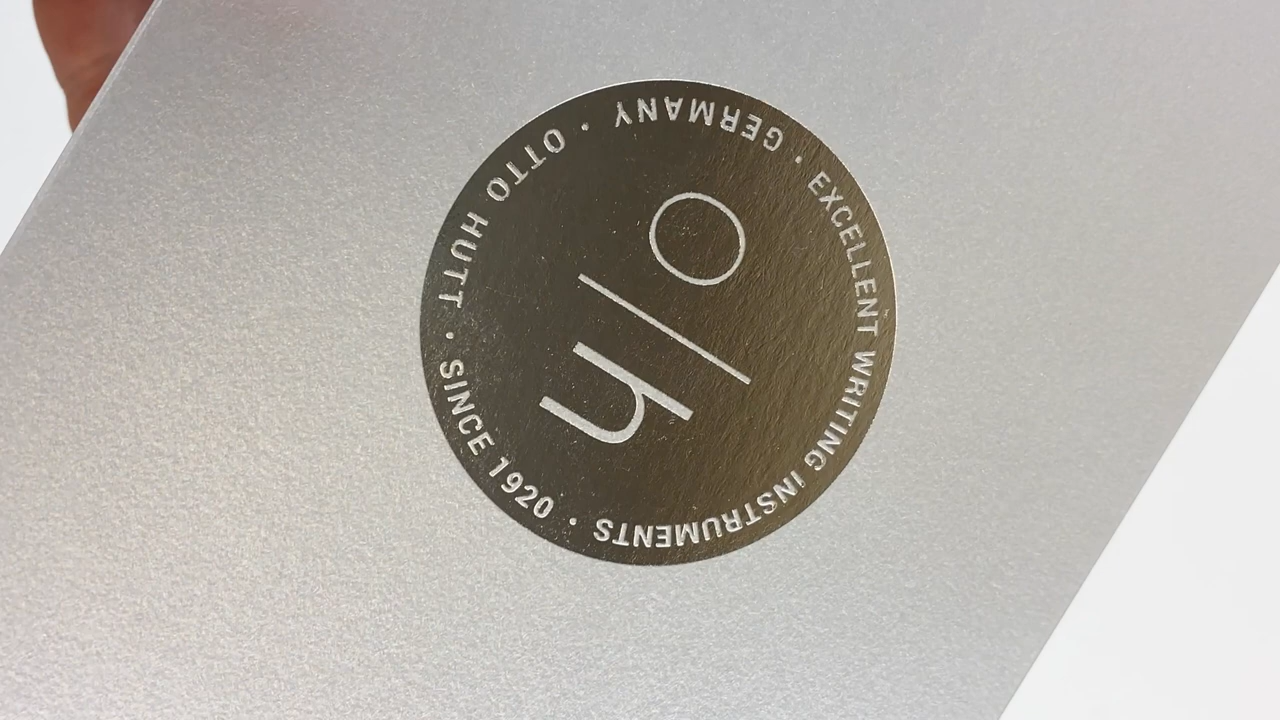 OTTO HUTT · SINCE 1920 ·
EXCELLENT WRITING INSTRUMENTS
· GERMANY ·
o|h